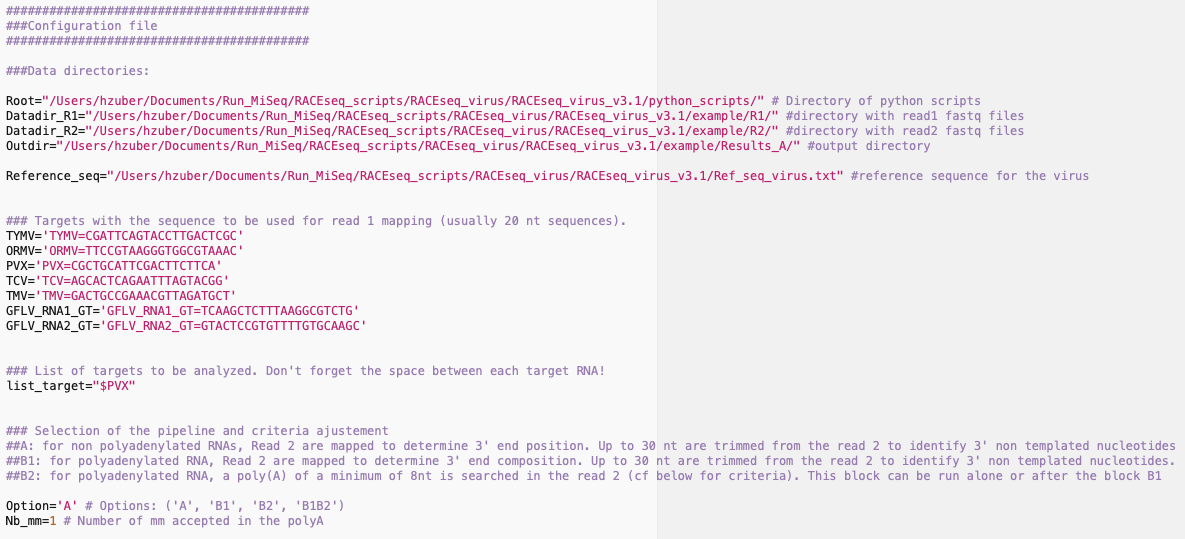 ##########################################
###Configuration file
##########################################
###Data directories:
Root="/Users/hzuber/Documents/Run_MiSeq/RACEseq_scripts/RACEseq_virus/RACEseq_virus_v3.1/python_scripts/" # Directory of python scripts
Datadir_R1="/Users/hzuber/Documents/Run_MiSeq/RACEseq_scripts/RACEseq_virus/RACEseq_virus_v3.1/example/R1/" #directory with read1 fastq files
Datadir_R2="/Users/hzuber/Documents/Run_MiSeq/RACEseq_scripts/RACEseq_virus/RACEseq_virus_v3.1/example/R2/" #directory with read2 fastq files
Outdir="/Users/hzuber/Documents/Run_MiSeq/RACEseq_scripts/RACEseq_virus/RACEseq_virus_v3.1/example/Results_A/" #output directory
Reference_seq="/Users/hzuber/Documents/Run_MiSeq/RACEseq_scripts/RACEseq_virus/RACEseq_virus_v3.1/Ref_seq_virus.txt" #reference sequence for the virus
### Targets with the sequence to be used for read 1 mapping (usually 20 nt sequences).
TYMV='TYMV=CGATTCAGTACCTTGACTCGC'
ORMV='ORMV=TTCCGTAAGGGTGGCGTAAAC'
PVX='PVX=CGCTGCATTCGACTTCTTCA'
TCV='TCV=AGCACTCAGAATTTAGTACGG'
TMV='TMV=GACTGCCGAAACGTTAGATGCT'
GFLV_RNA1_GT='GFLV_RNA1_GT=TCAAGCTCTTTAAGGCGTCTG'
GFLV_RNA2_GT='GFLV_RNA2_GT=GTACTCCGTGTTTTGTGCAAGC'
### List of targets to be analyzed. Don't forget the space between each target RNA!
list_target="$PVX"
### Selection of the pipeline and criteria ajustement
##A: for non polyadenylated RNAs, Read 2 are mapped to determine 3' end position. Up to 30 nt are trimmed from the read 2 to identify 3' non templated nucleotides
##B1: for polyadenylated RNA, Read 2 are mapped to determine 3' end composition. Up to 30 nt are trimmed from the read 2 to identify 3' non templated nucleotides.
##B2: for polyadenylated RNA, a poly(A) of a minimum of 8nt is searched in the read 2 (cf below for criteria). This block can be run alone or after the block B1
Option='A' # Options: ('A', 'B1', 'B2', 'B1B2')
Nb_mm=1 # Number of mm accepted in the polyA